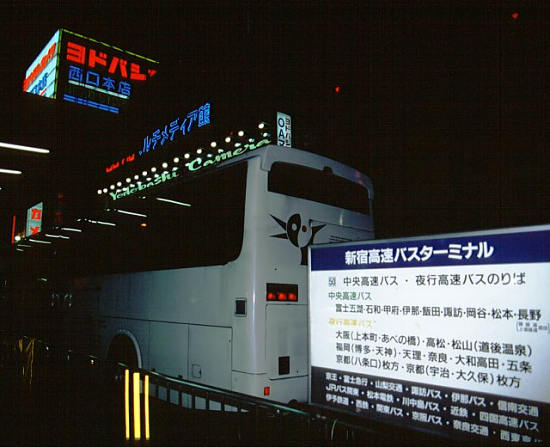 ヨドバシ
西口本店
ルチメディア館
Yodobashi Camera
ヨドバシ
新宿高速バスターミナル
50 中央高速バス・夜行高速バスのりば
中央高速バス
富士五湖・石和・甲府・伊那・飯田・諏訪・岡谷・松本・長野
夜行高速バス
大阪(上本町・あべの橋)・高松・松山(道後温泉)
福岡(博多・天神)・天理・奈良・大和高田・五条
京都(八条口)枚方・京都(宇治・大久保)枚方
京王・富士急行・山梨交通・諏訪バス・伊那バス・信南交通
JRバス関東・松本電鉄・川中島バス・近鉄・四国高速バス
伊予鉄道・西鉄・関東バス・京阪バス・奈良交通